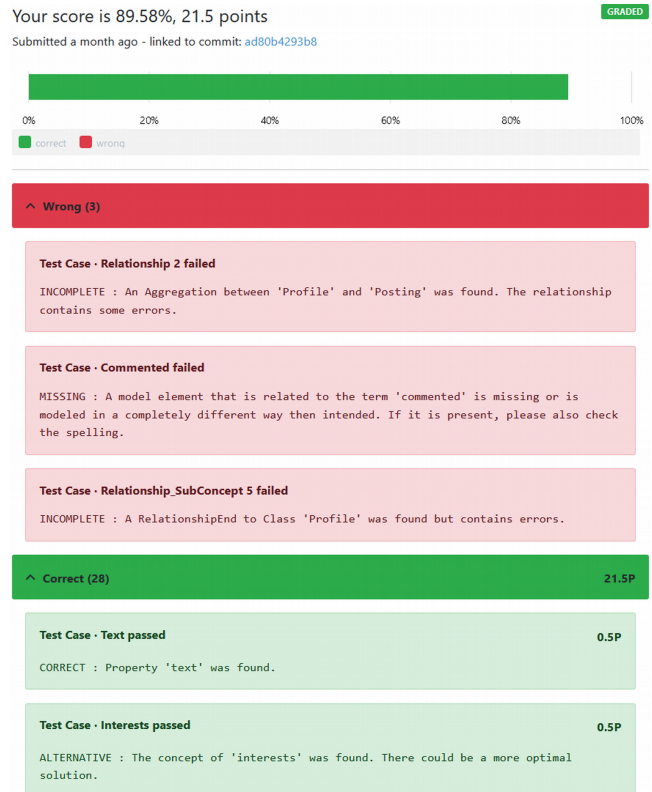 Your score is 89.58%, 21.5 points
GRADED
Submitted a month ago - linked to commit: ad80b4293b8
0%
20%
40%
60%
80%
100%
correct
wrong
Wrong (3)
Test Case · Relationship 2 failed
INCOMPLETE : An Aggregation between 'Profile' and 'Posting' was found. The relationship
contains some errors.
Test Case · Commented failed
MISSING : A model element that is related to the term 'commented' is missing or is
modeled in a completely different way then intended. If it is present, please also check
the spelling.
Test Case · Relationship_SubConcept 5 failed
INCOMPLETE : A RelationshipEnd to Class 'Profile' was found but contains errors.
Correct (28)
21.5P
Test Case · Text passed
0.5P
CORRECT : Property 'text' was found.
Test Case · Interests passed
0.5P
ALTERNATIVE : The concept of 'interests' was found. There could be a more optimal
solution.